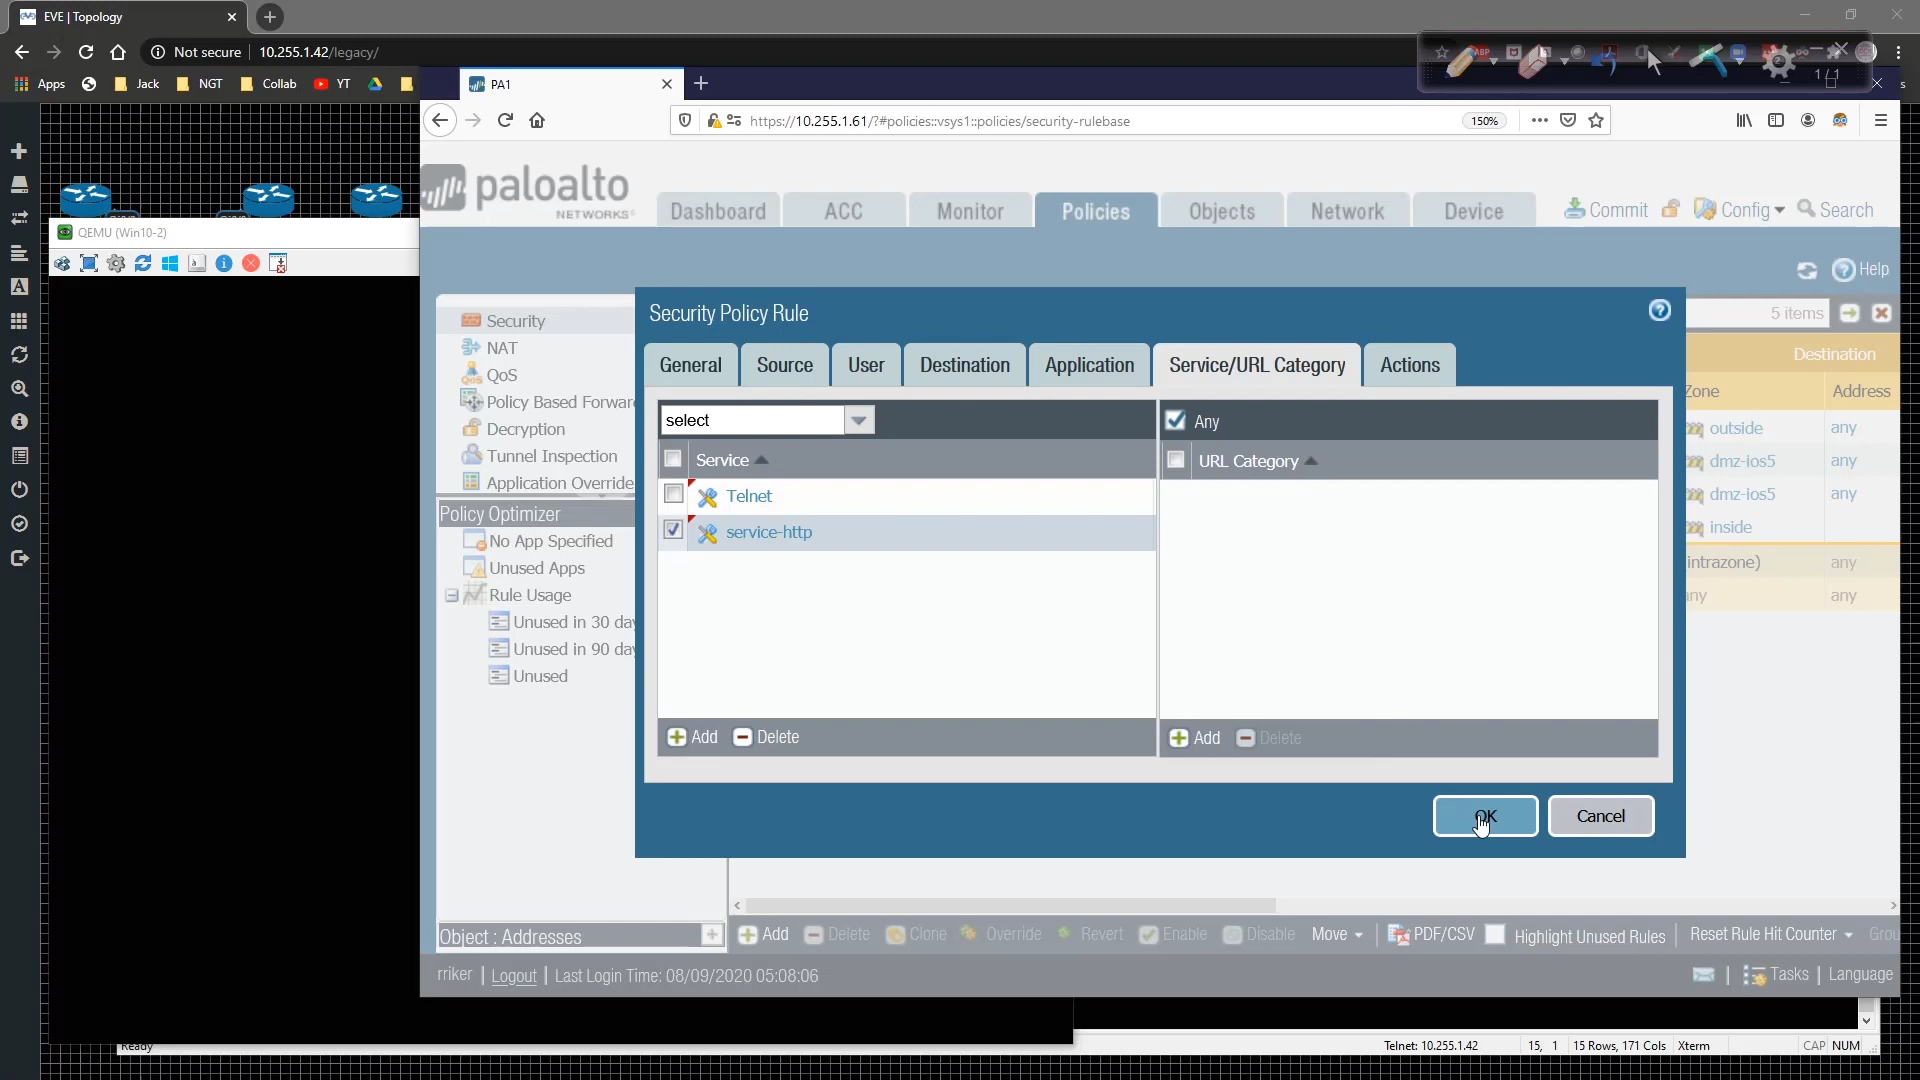 EVE | Topology
Not secure
10.255.1.42/legacy/
Apps
Jack
NGT
Collab
YT
1/1
PA1
https://10.255.1.61/?#policies::vsys1::policies/security-rulebase
150%
paloalto
NETWORKS
Dashboard
ACC
Monitor
Policies
Objects
Network
Device
Commit
Config
Search
Help
QEMU (Win10-2)
Security
NAT
QoS
Policy Based Forwar
Decryption
Tunnel Inspection
Application Override
Policy Optimizer
No App Specified
Unused Apps
Rule Usage
Unused in 30 da
Unused in 90 da
Unused
Object : Addresses
Security Policy Rule
General
Source
User
Destination
Application
Service/URL Category
Actions
select
Service
Telnet
service-http
Add
Delete
Any
URL Category
Add
Delete
OK
Cancel
5 items
Destination
Zone
Address
outside
any
dmz-ios5
any
dmz-ios5
any
inside
intrazone)
any
any
any
Add
Delete
Clone
Override
Revert
Enable
Disable
Move
PDF/CSV
Highlight Unused Rules
Reset Rule Hit Counter
Grou
rriker
Logout
Last Login Time: 08/09/2020 05:08:06
Tasks
Language
Ready
Telnet: 10.255.1.42
15, 1
15 Rows, 171 Cols
Xterm
CAP
NUM